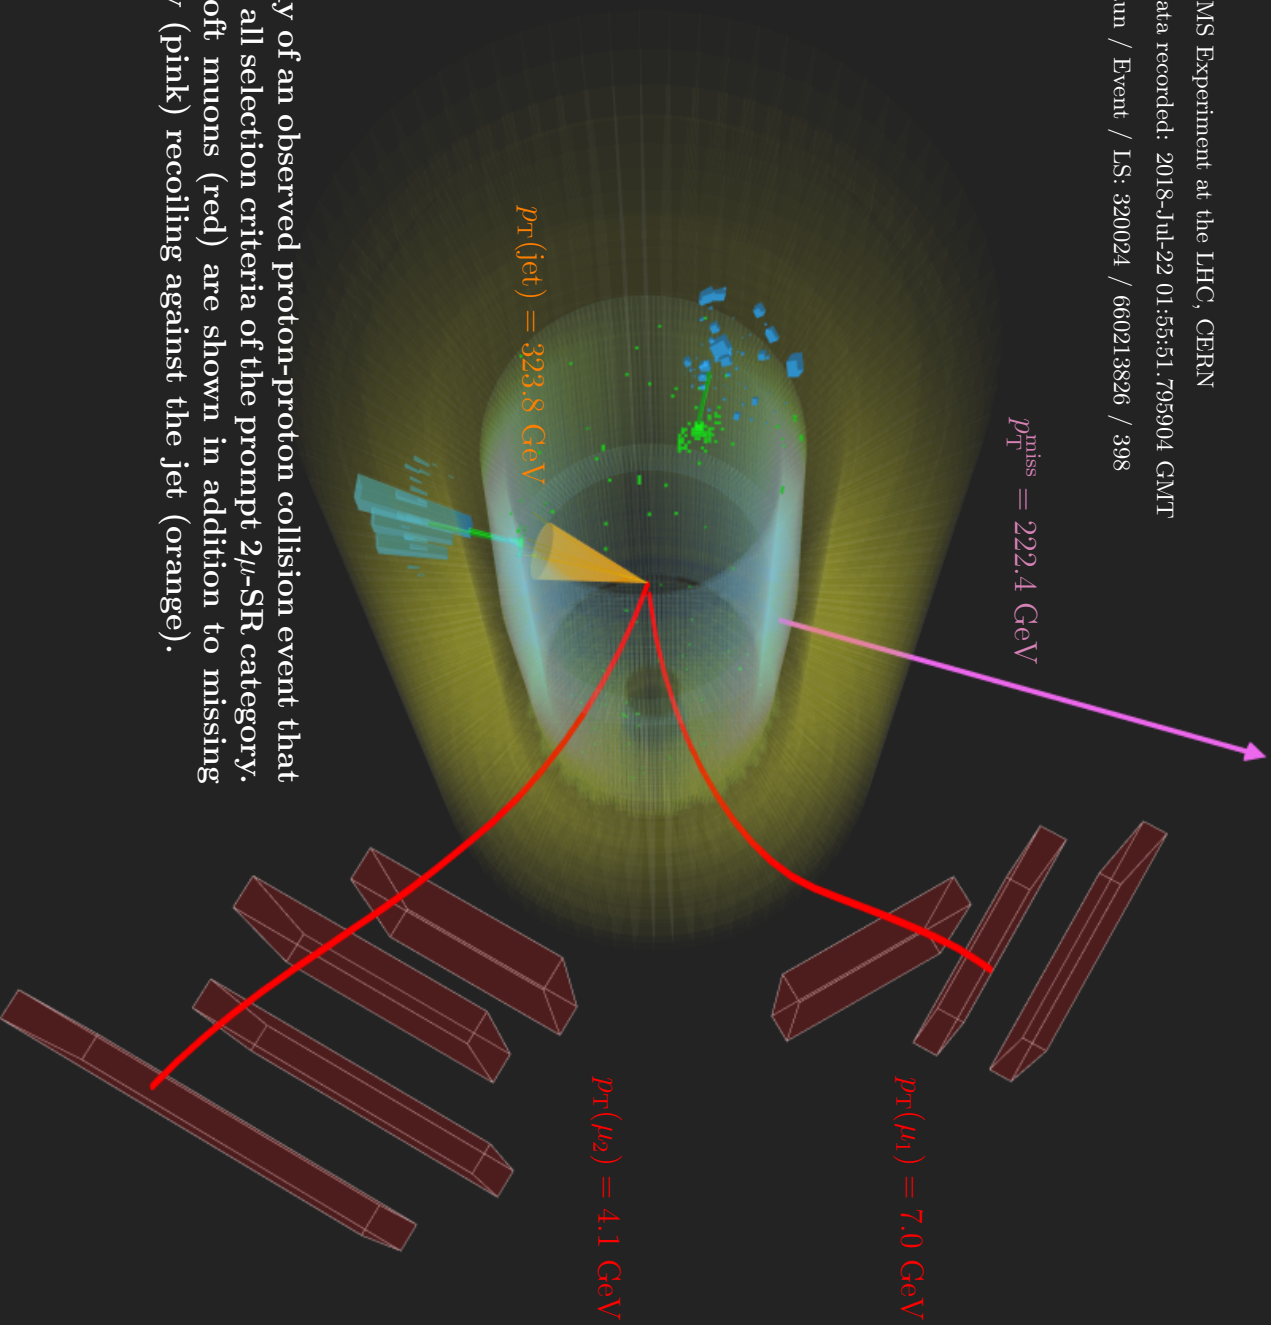 MS Experiment at the LHC, CERN
ata recorded: 2018-Jul-22 01:55:51.795904 GMT
un / Event / LS: 320024 / 660213826 / 398
p_T^miss = 222.4 GeV
p_T(μ₁) = 7.0 GeV
p_T(μ₂) = 4.1 GeV
p_T(jet) = 323.8 GeV
y of an observed proton-proton collision event that
all selection criteria of the prompt 2μ-SR category.
oft muons (red) are shown in addition to missing
y (pink) recoiling against the jet (orange).